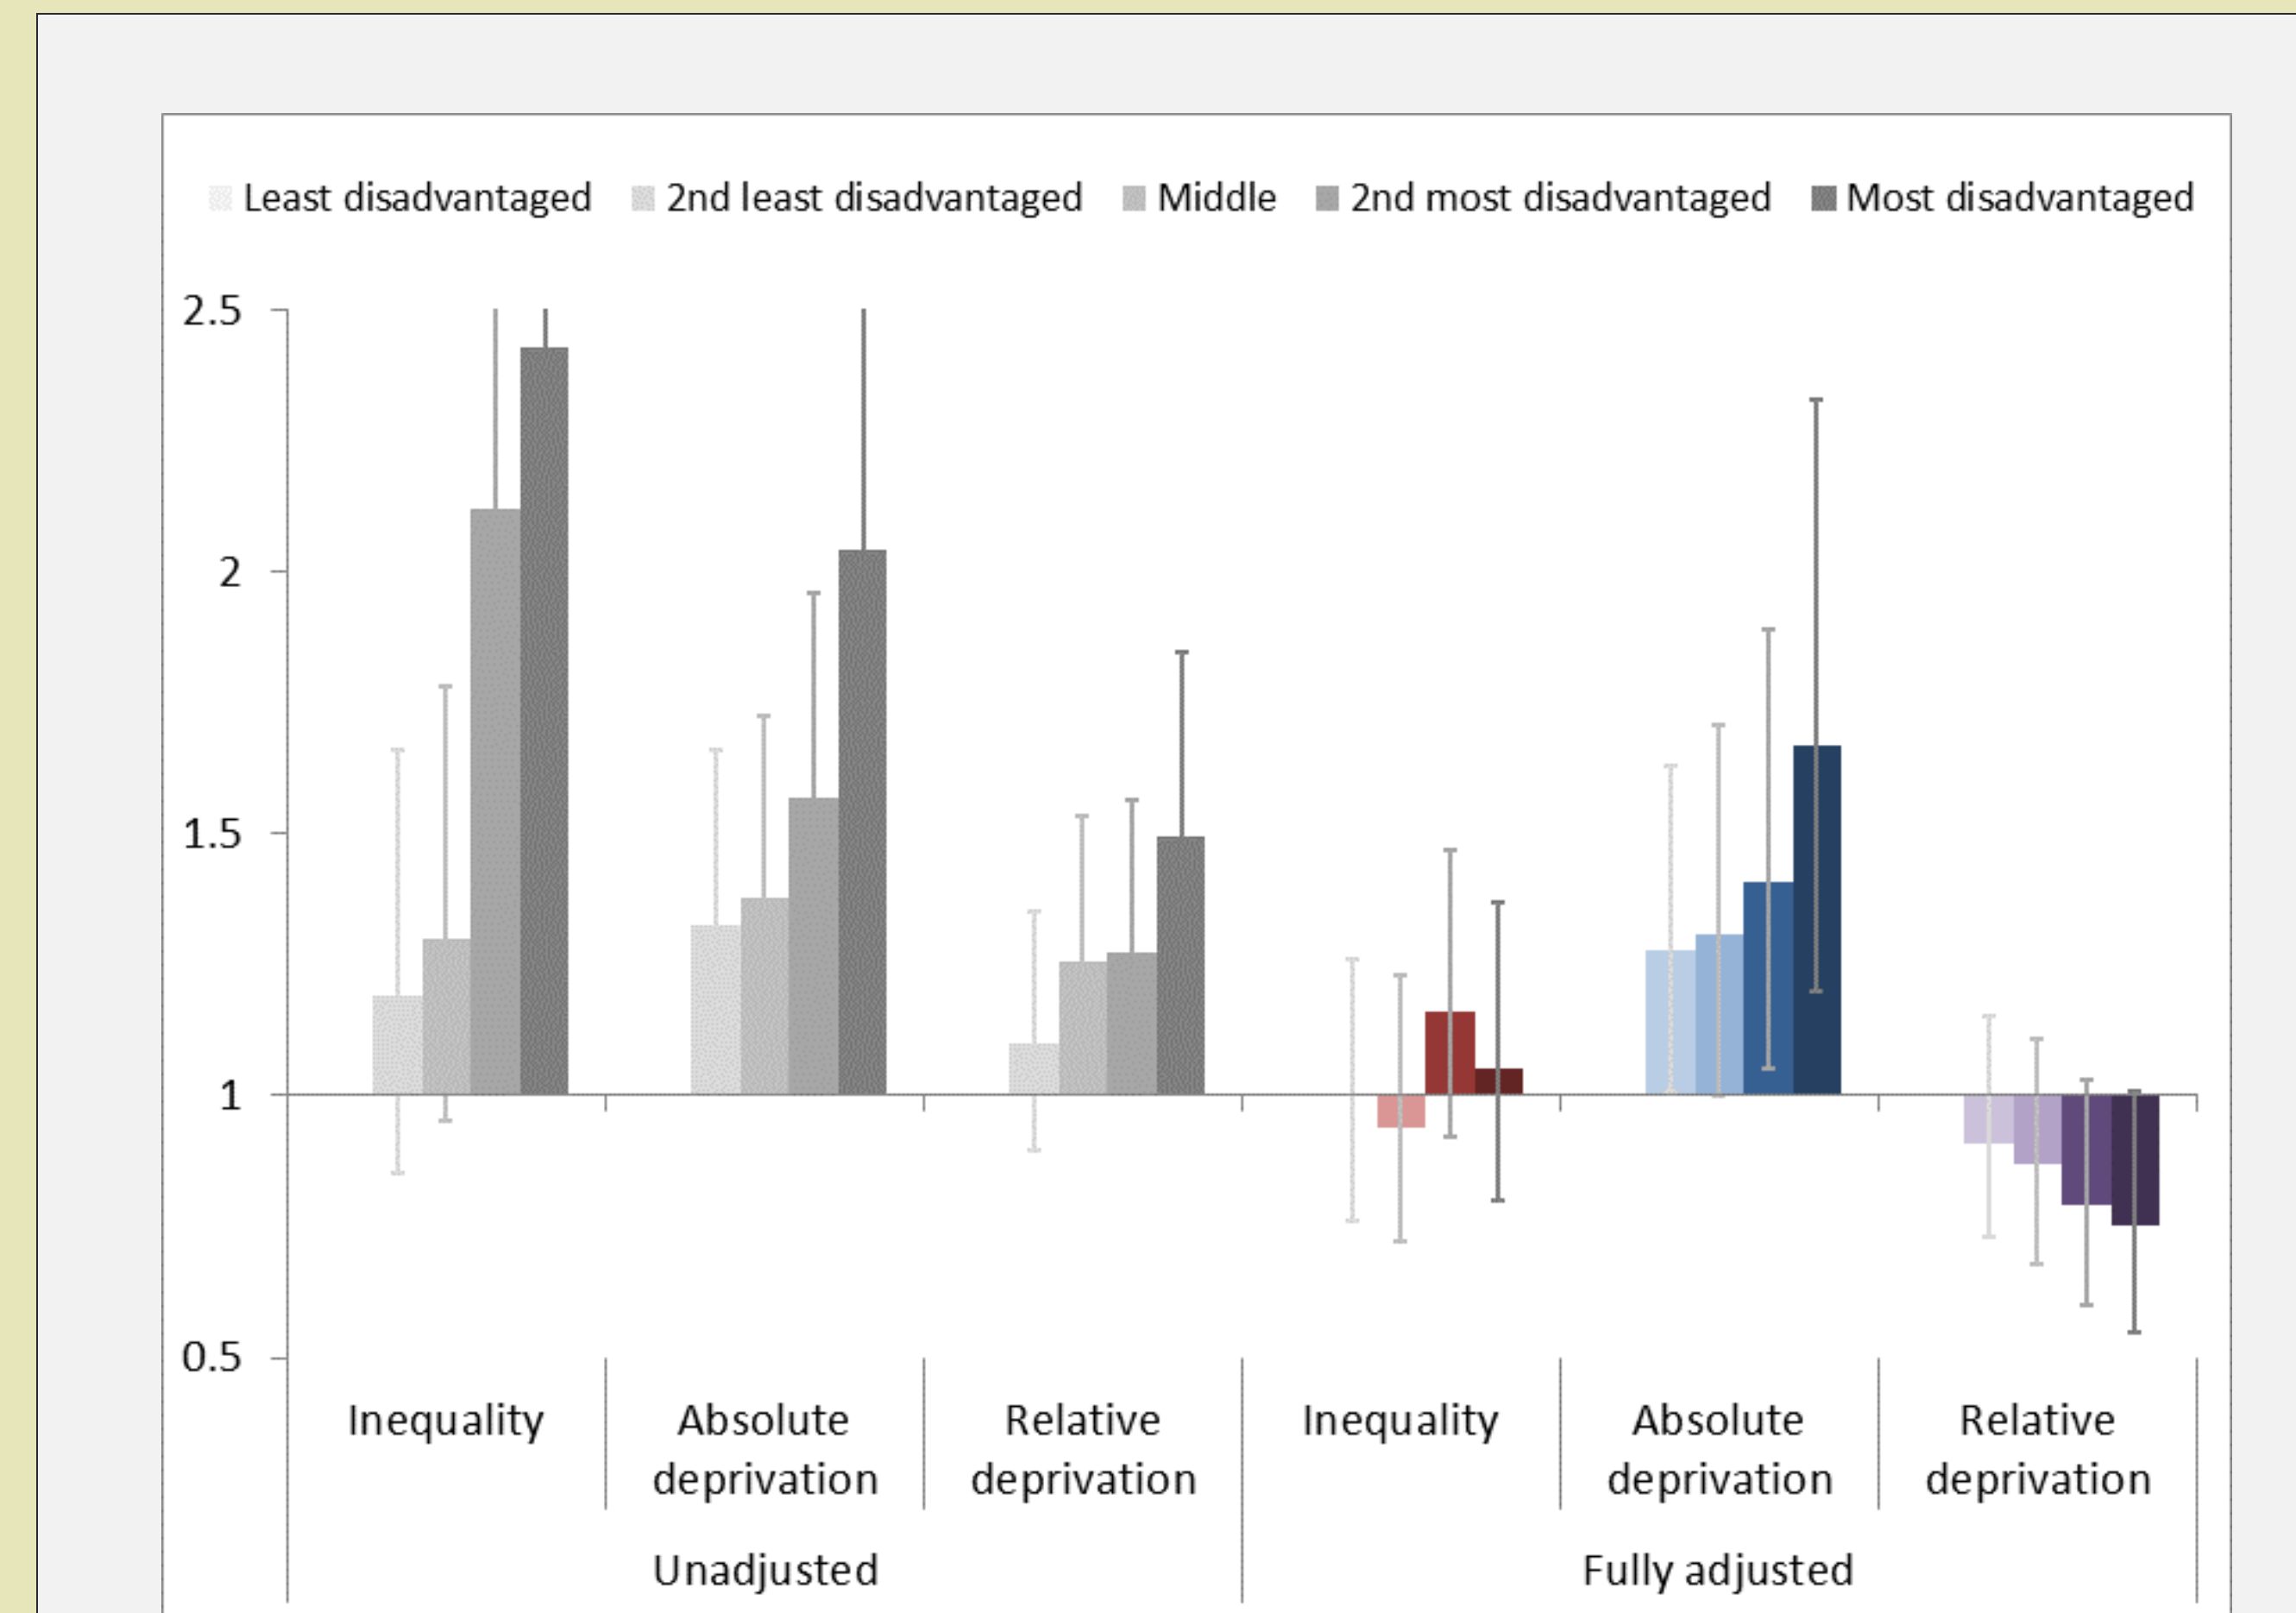 Least disadvantaged 2nd least disadvantaged Middle 2nd most disadvantaged Most disadvantaged
2.5
2
1.5
1
0.5
Inequality Absolute Relative Inequality Absolute Relative
deprivation deprivation deprivation deprivation
Unadjusted Fully adjusted